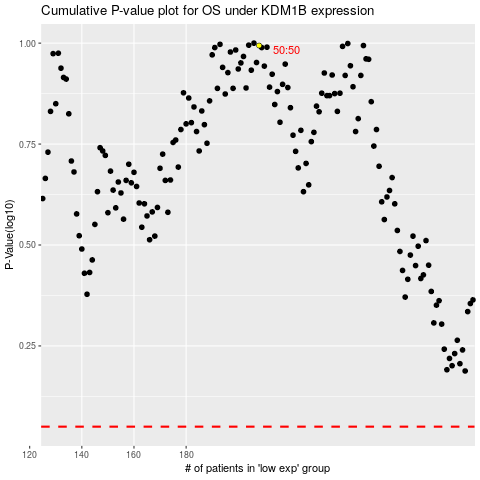 Cumulative P-value plot for OS under KDM1B expression
1.00
50:50
0.75
0.50
0.25
P-Value(log10)
120 140 160 180
# of patients in 'low exp' group